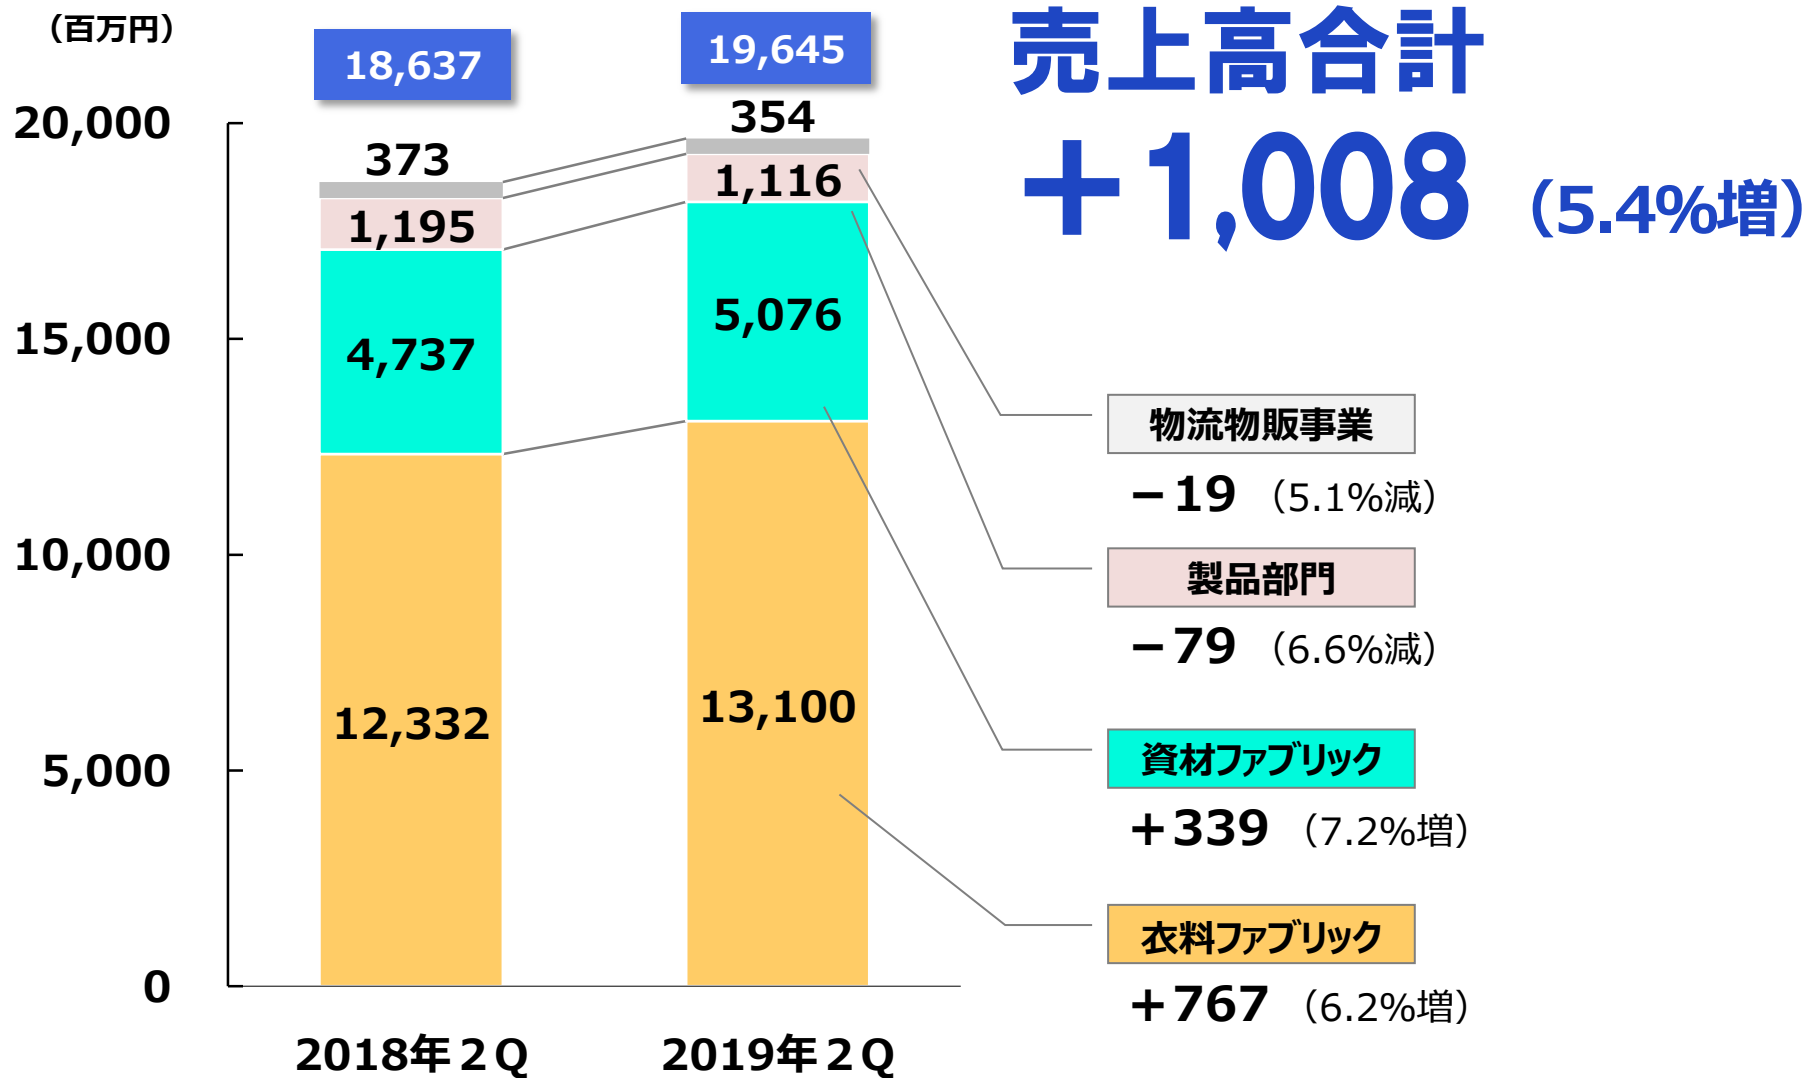 （百万円）
18,637
19,645
売上高合計
＋1,008（5.4%増）
20,000
15,000
10,000
5,000
0
373
1,195
4,737
12,332
354
1,116
5,076
13,100
物流物販事業
－19（5.1%減）
製品部門
－79（6.6%減）
資材ファブリック
＋339（7.2%増）
衣料ファブリック
＋767（6.2%増）
2018年２Q
2019年２Q